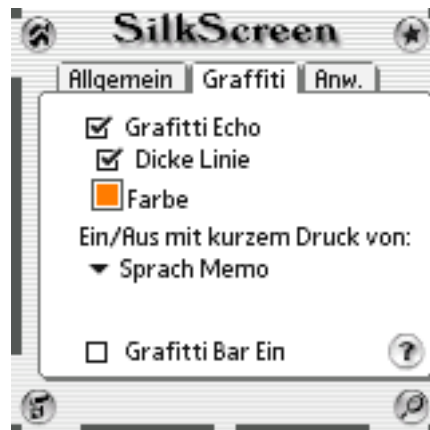 SilkScreen
Allgemein Graffiti Anw.
Grafitti Echo
Dicke Linie
Farbe
Ein/Aus mit kurzem Druck von:
Sprach Memo
Grafitti Bar Ein ?